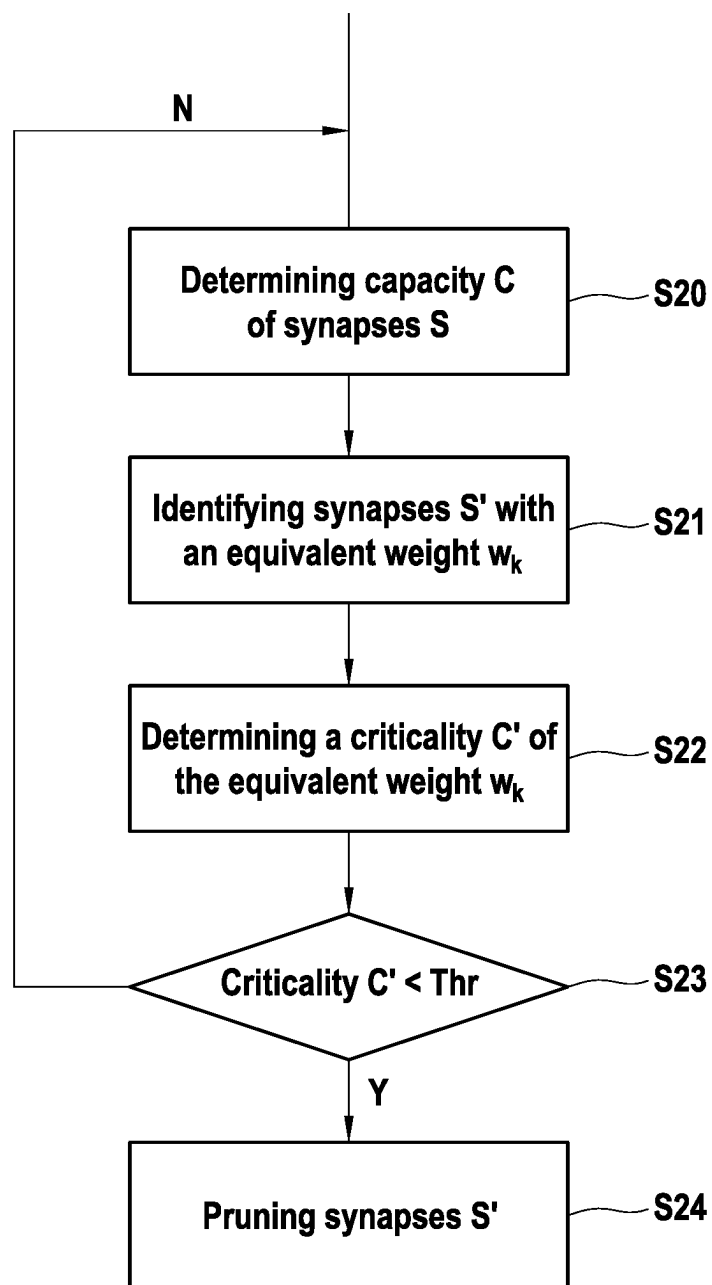 N
Determining capacity C
of synapses S
S20
Identifying synapses S' with
an equivalent weight wk
S21
Determining a criticality C' of
the equivalent weight wk
S22
Criticality C' < Thr
S23
Y
Pruning synapses S'
S24